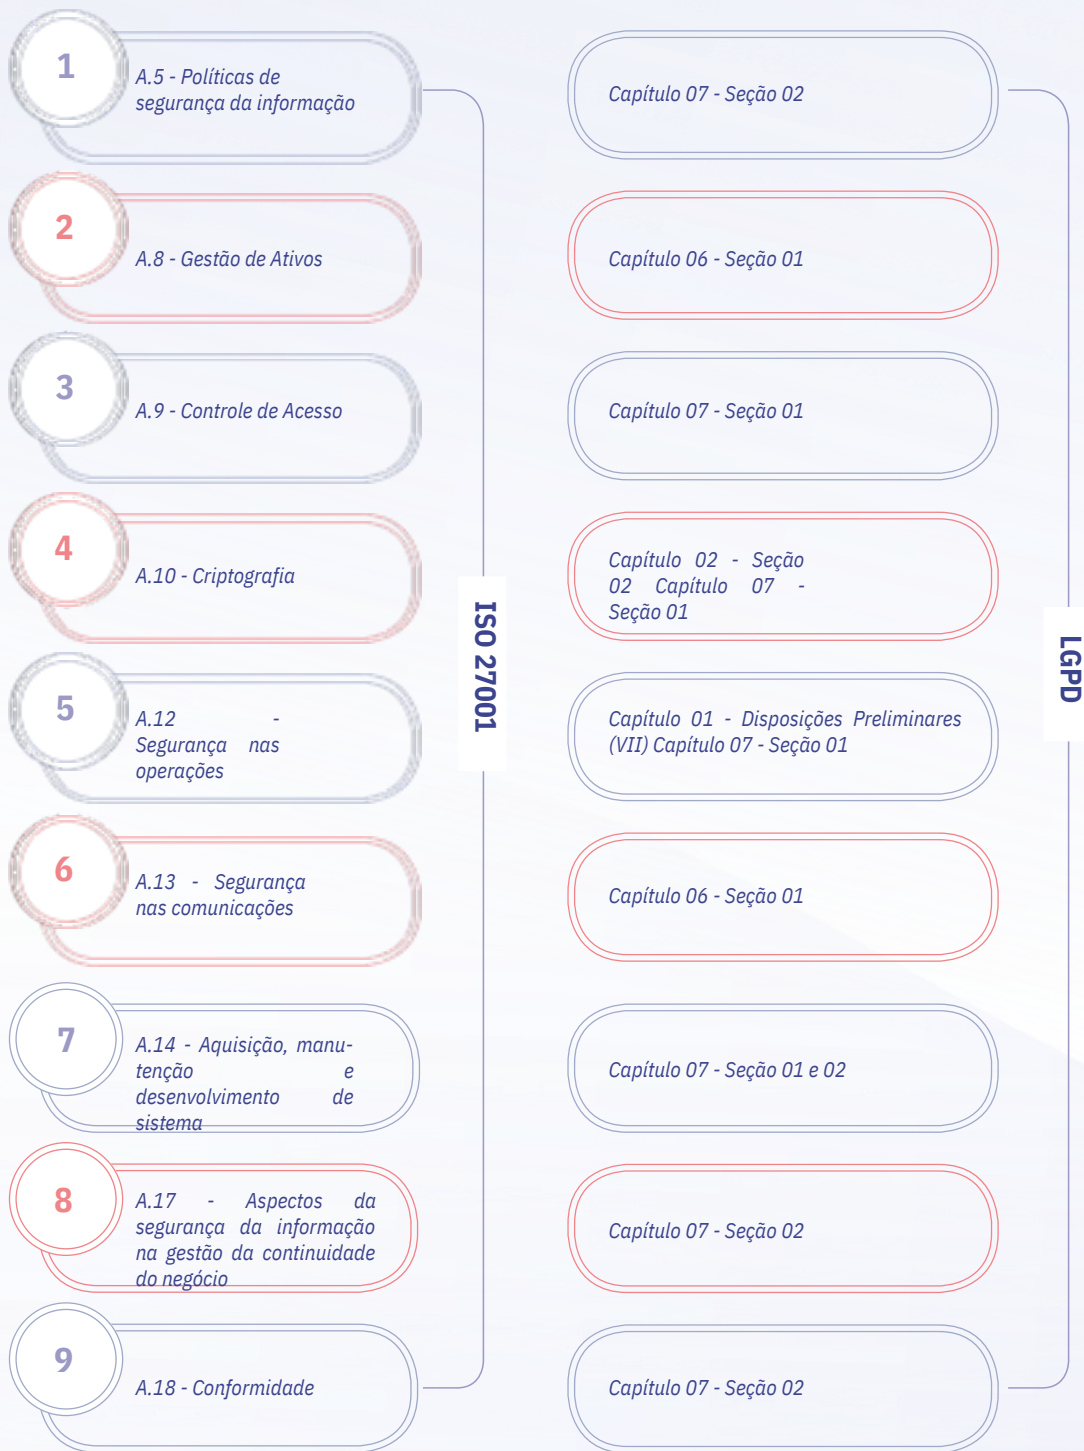 1
A.5 - Políticas de
segurança da informação
Capítulo 07 - Seção 02
2
A.8 - Gestão de Ativos
Capítulo 06 - Seção 01
3
A.9 - Controle de Acesso
Capítulo 07 - Seção 01
4
A.10 - Criptografia
Capítulo 02 - Seção
02 Capítulo 07 -
Seção 01
ISO 27001
LGPD
5
A.12 -
Segurança nas
operações
Capítulo 01 - Disposições Preliminares
(VII) Capítulo 07 - Seção 01
6
A.13 - Segurança
nas comunicações
Capítulo 06 - Seção 01
7
A.14 - Aquisição, manu-
tenção e
desenvolvimento de
sistema
Capítulo 07 - Seção 01 e 02
8
A.17 - Aspectos da
segurança da informação
na gestão da continuidade
do negócio
Capítulo 07 - Seção 02
9
A.18 - Conformidade
Capítulo 07 - Seção 02